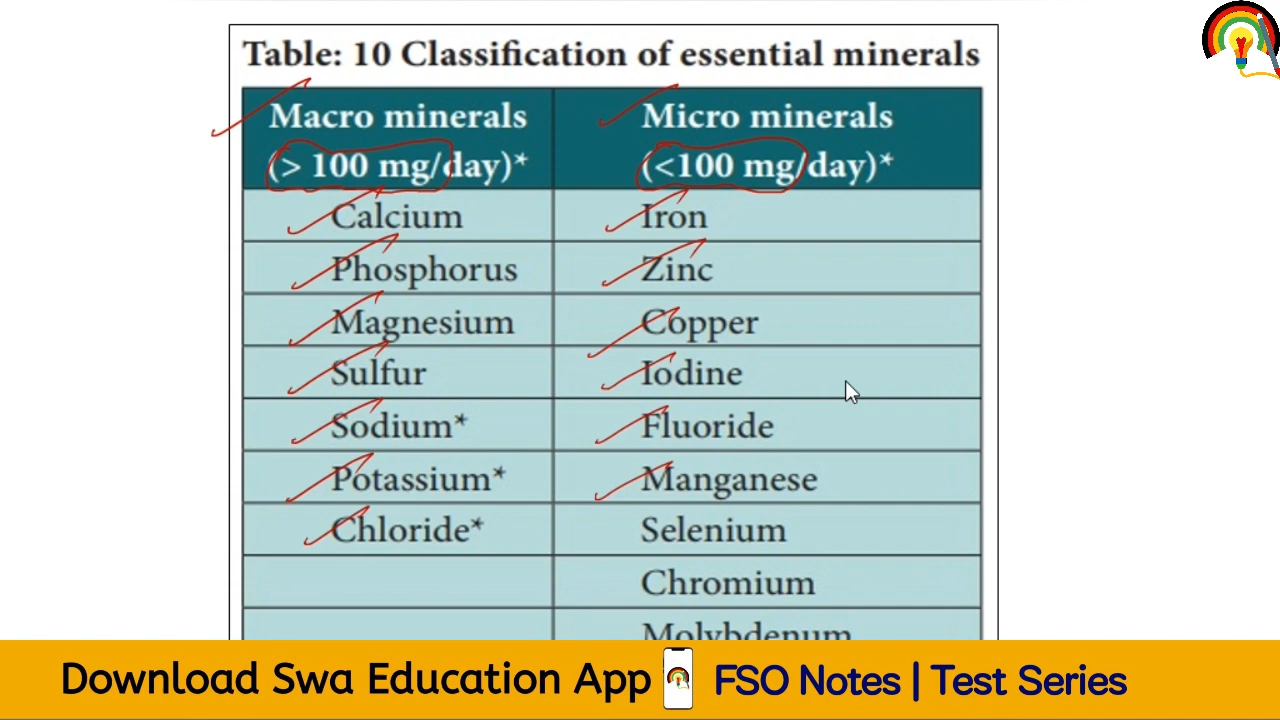 Table: 10 Classification of essential minerals
Macro minerals (> 100 mg/day)*
Micro minerals (<100 mg/day)*
Calcium Iron
Phosphorus Zinc
Magnesium Copper
Sulfur Iodine
Sodium* Fluoride
Potassium* Manganese
Chloride* Selenium
Chromium
Molybdenum
Download Swa Education App FSO Notes | Test Series